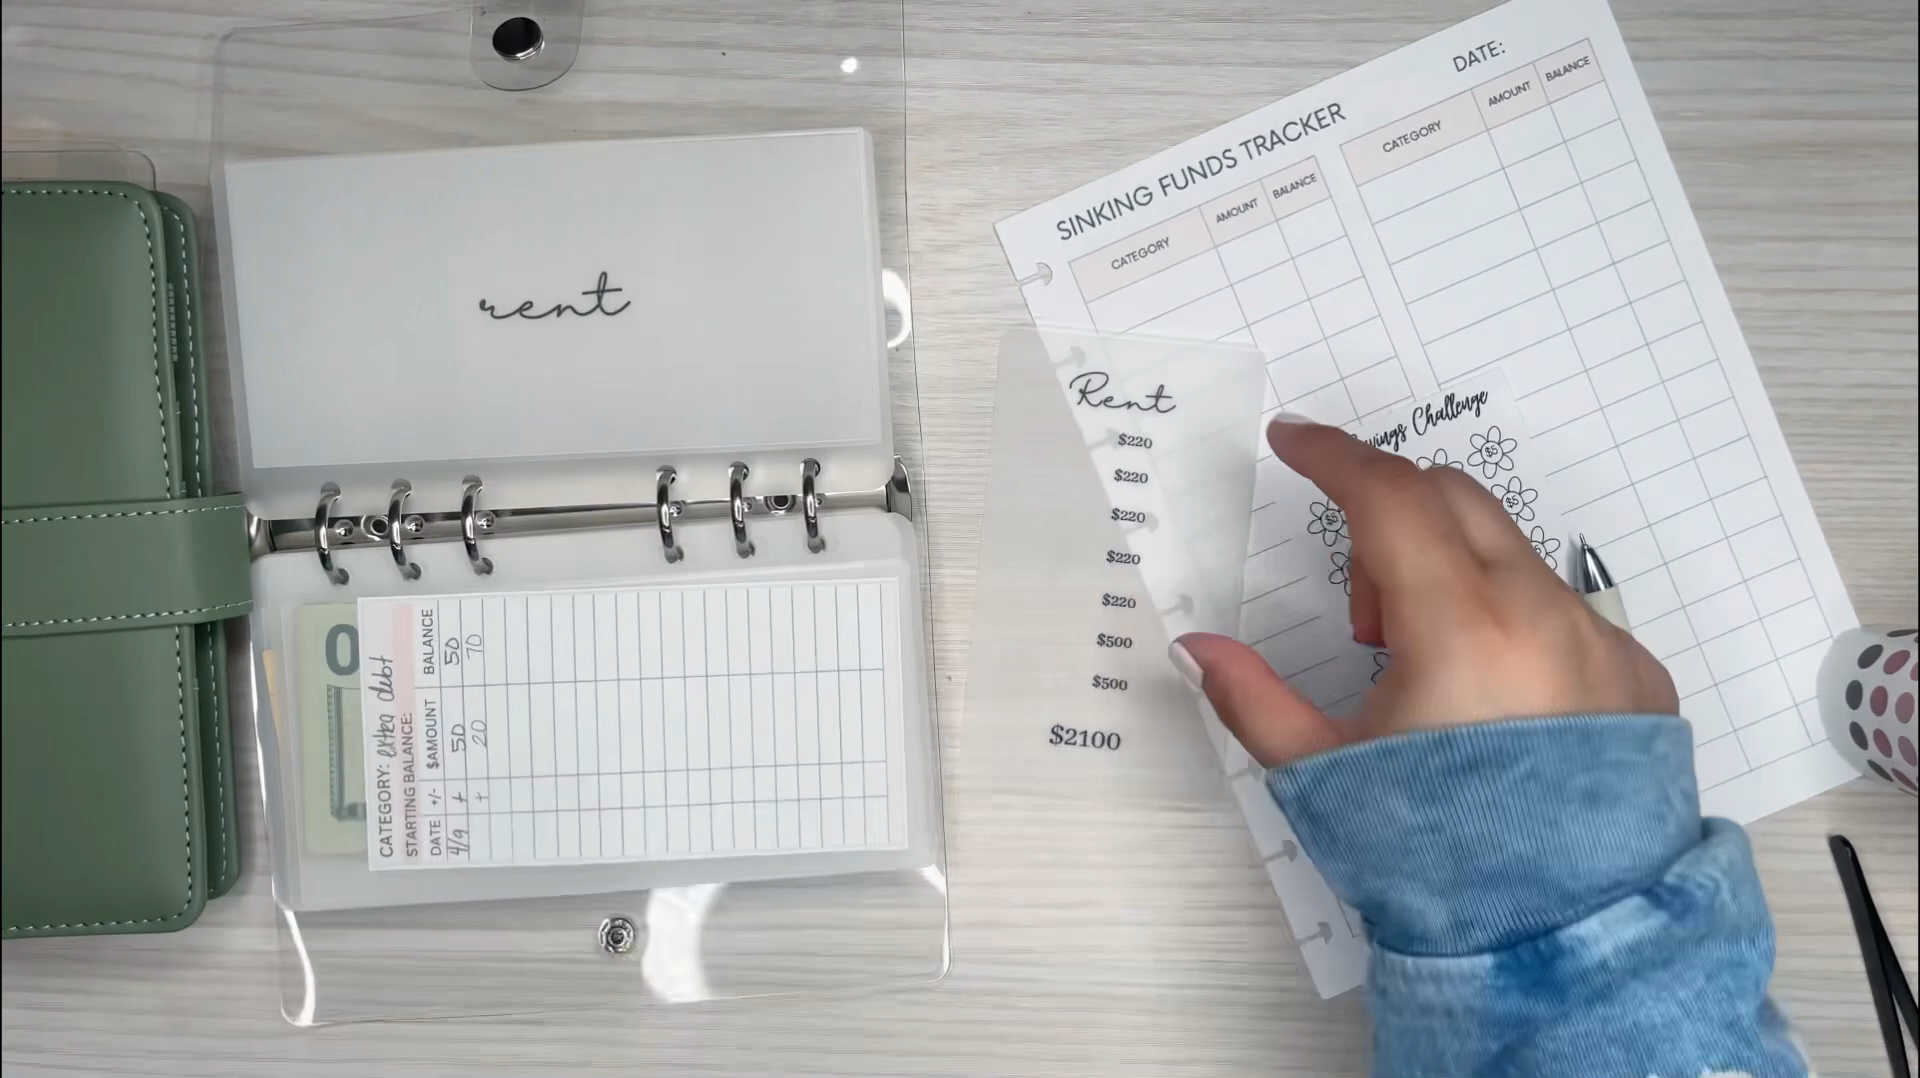 rent
0
CATEGORY: extra debt
STARTING BALANCE:
DATE +/- $AMOUNT BALANCE
4/9 + 50 50
+ 20 70
SINKING FUNDS TRACKER
DATE:
CATEGORY AMOUNT BALANCE
CATEGORY AMOUNT BALANCE
Rent
$220
$220
$220
$220
$220
$500
$500
$2100
Challenge
$5
$5
$5